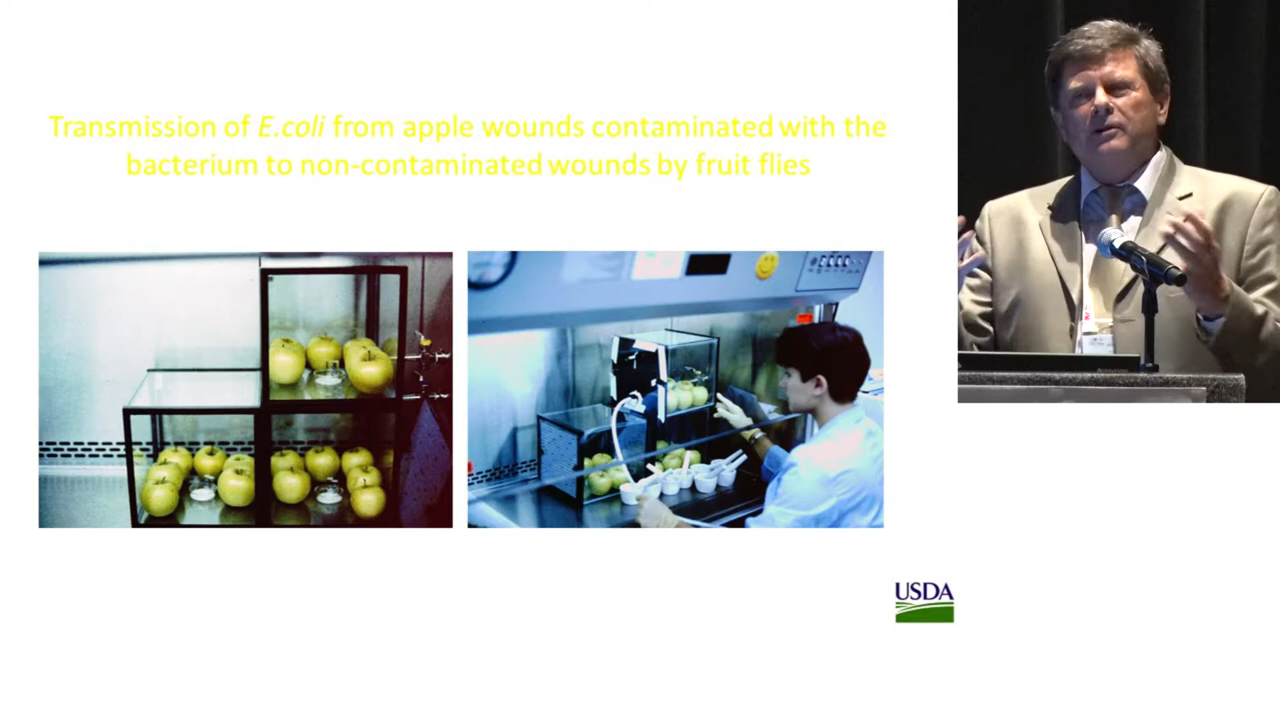 Transmission of E.coli from apple wounds contaminated with the
bacterium to non-contaminated wounds by fruit flies
USDA